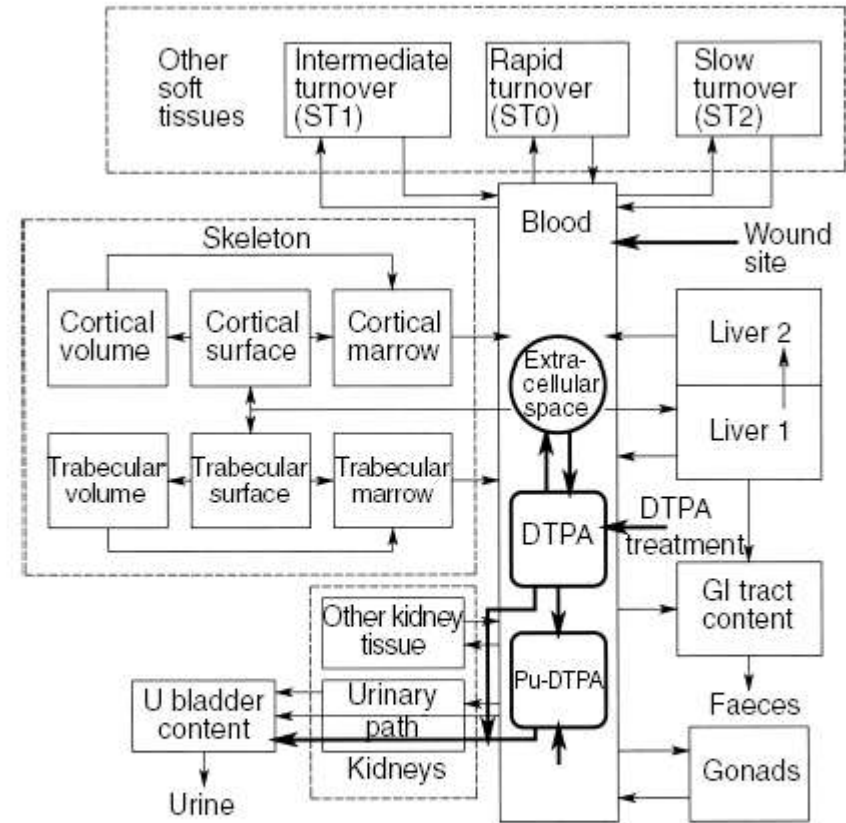 Other
soft
tissues
Intermediate
turnover
(ST1)
Rapid
turnover
(ST0)
Slow
turnover
(ST2)
Blood
Wound
site
Skeleton
Cortical
volume
Cortical
surface
Cortical
marrow
Extra-
cellular
space
Liver 2
Liver 1
Trabecular
volume
Trabecular
surface
Trabecular
marrow
DTPA
DTPA
treatment
GI tract
content
Other kidney
tissue
Pu-DTPA
U bladder
content
Urinary
path
Faeces
Kidneys
Gonads
Urine